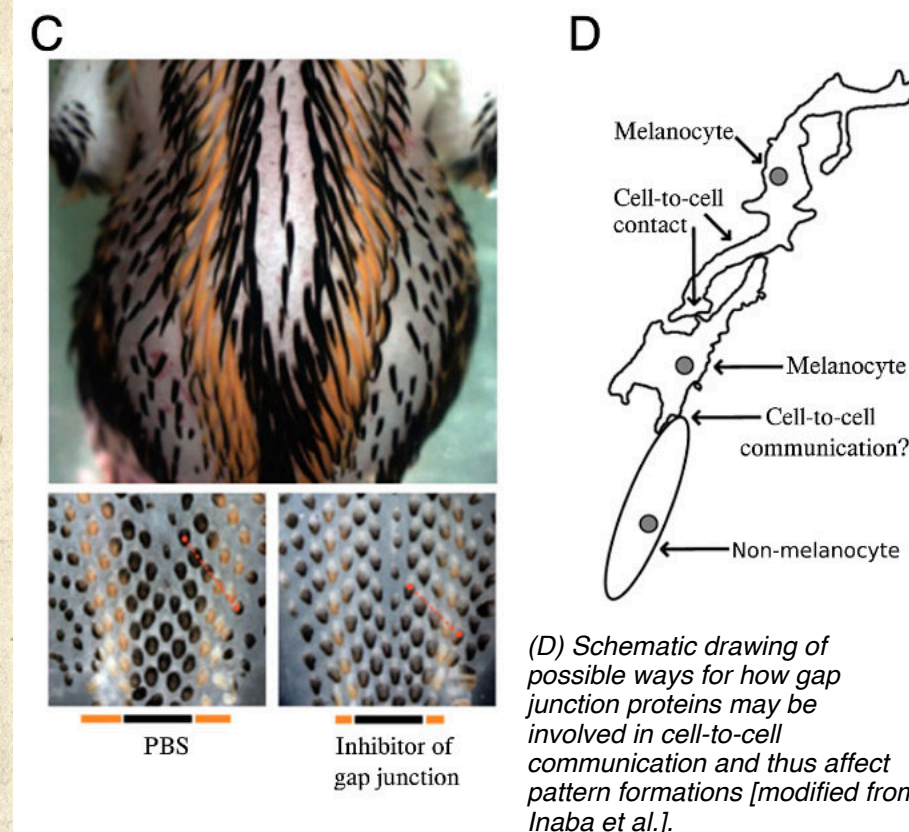 C
PBS
Inhibitor of
gap junction
D
Melanocyte
Cell-to-cell
contact
Melanocyte
Cell-to-cell
communication?
Non-melanocyte
(D) Schematic drawing of
possible ways for how gap
junction proteins may be
involved in cell-to-cell
communication and thus affect
pattern formations [modified from
Inaba et al.].